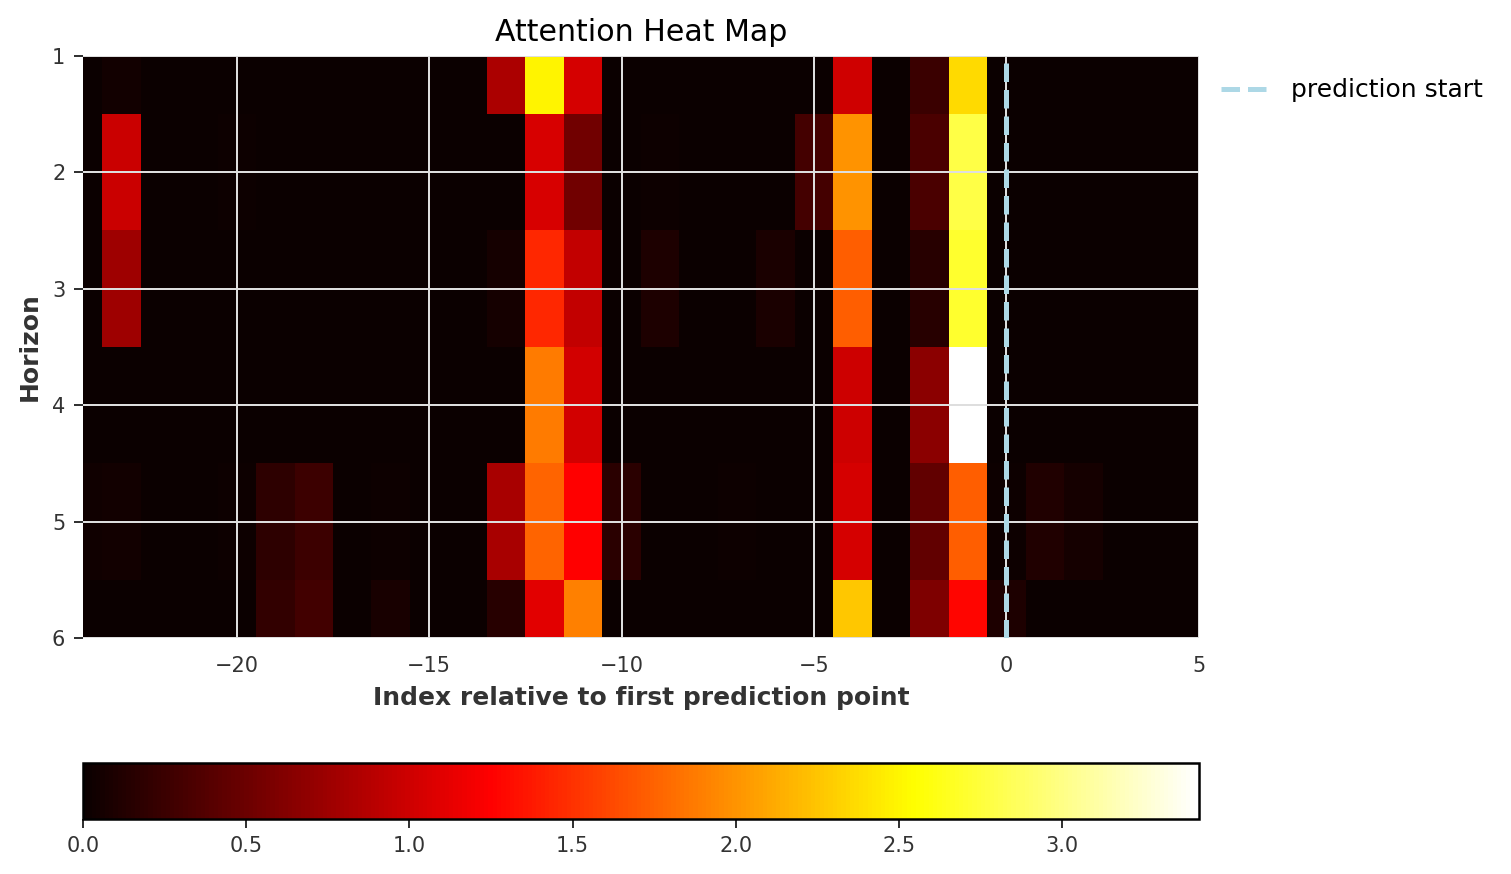 Attention Heat Map
prediction start
1
2
3
4
5
6
Horizon
−20 −15 −10 −5 0 5
Index relative to first prediction point
0.0 0.5 1.0 1.5 2.0 2.5 3.0